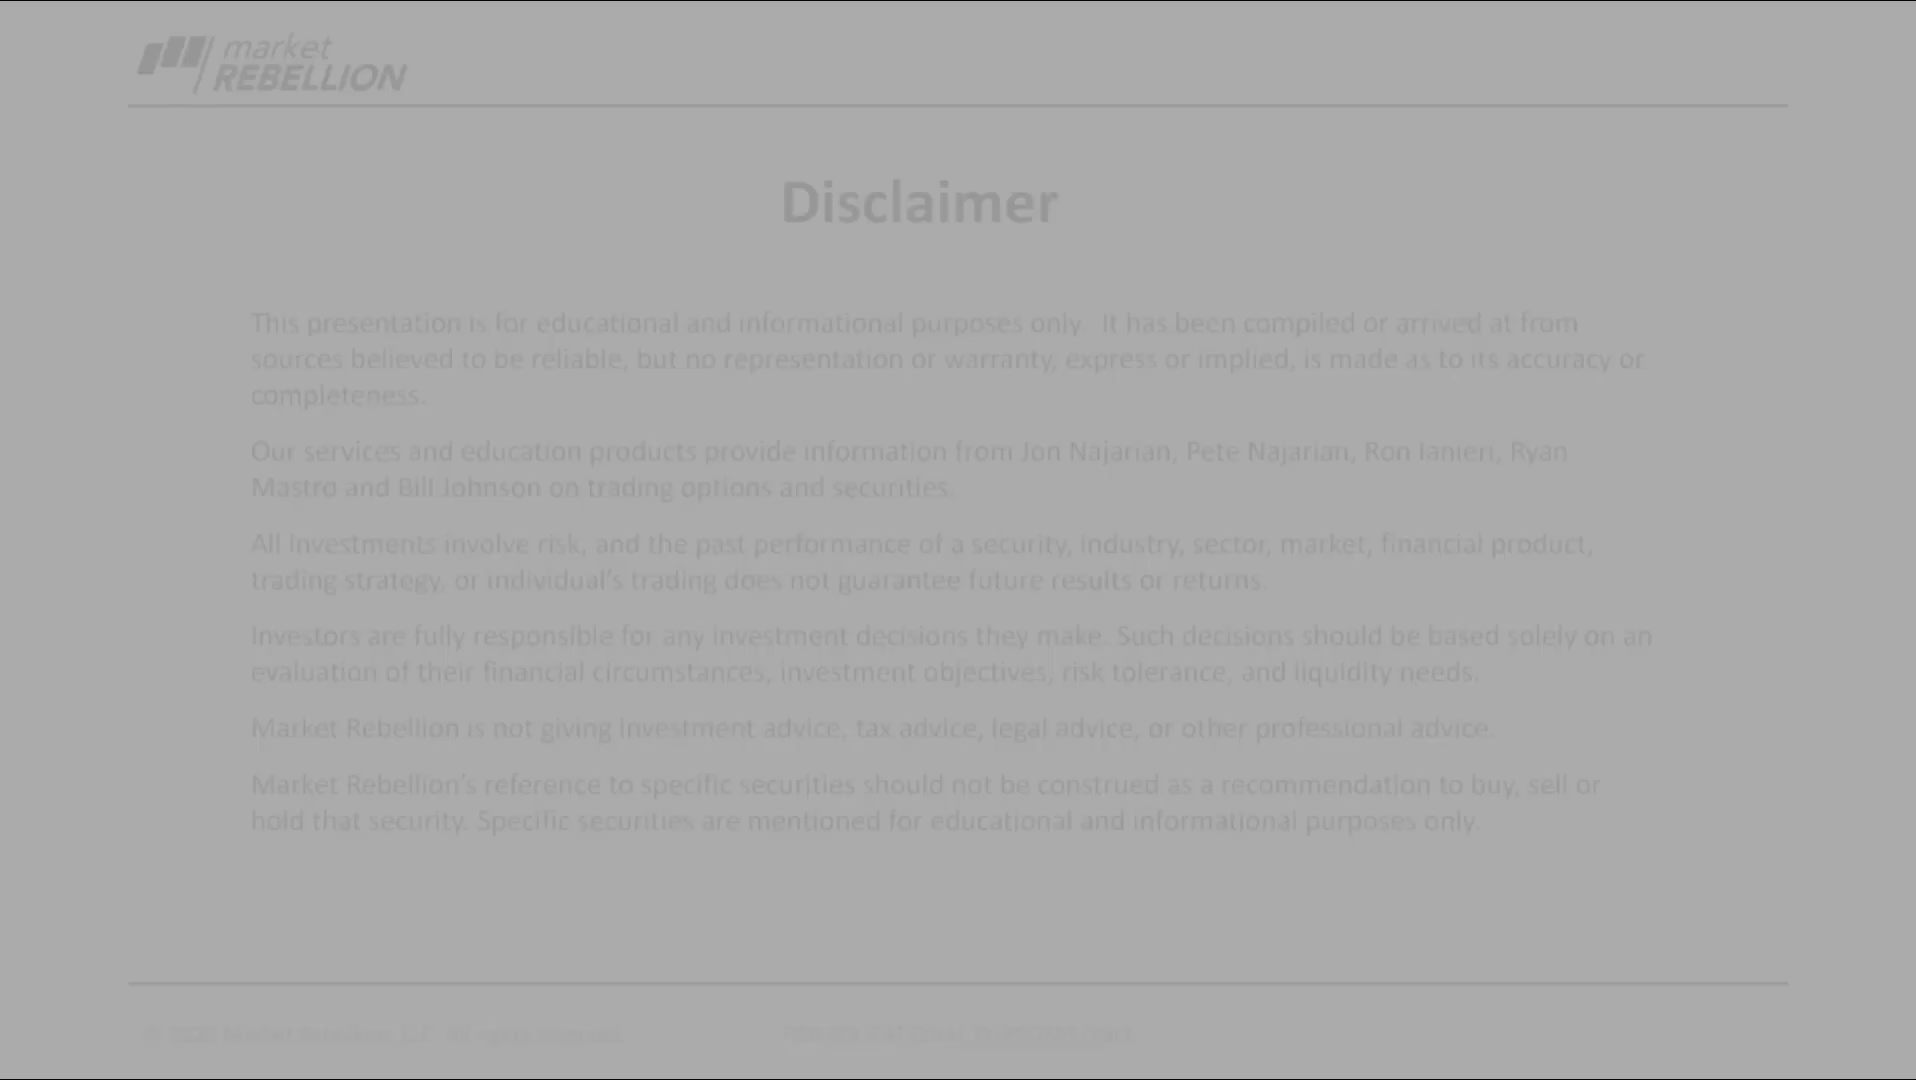 market
REBELLION
Disclaimer
This presentation is for educational and informational purposes only. It has been compiled or arrived at from
sources believed to be reliable, but no representation or warranty, express or implied, is made as to its accuracy or
completeness.
Our services and education products provide information from Jon Najarian, Pete Najarian, Ron Ianieri, Ryan
Mastro and Bill Johnson on trading options and securities.
All investments involve risk, and the past performance of a security, industry, sector, market, financial product,
trading strategy, or individual's trading does not guarantee future results or returns.
Investors are fully responsible for any investment decisions they make. Such decisions should be based solely on an
evaluation of their financial circumstances, investment objectives, risk tolerance, and liquidity needs.
Market Rebellion is not giving investment advice, tax advice, legal advice, or other professional advice.
Market Rebellion's reference to specific securities should not be construed as a recommendation to buy, sell or
hold that security. Specific securities are mentioned for educational and informational purposes only.
Market Rebellion, LLC. All rights reserved.